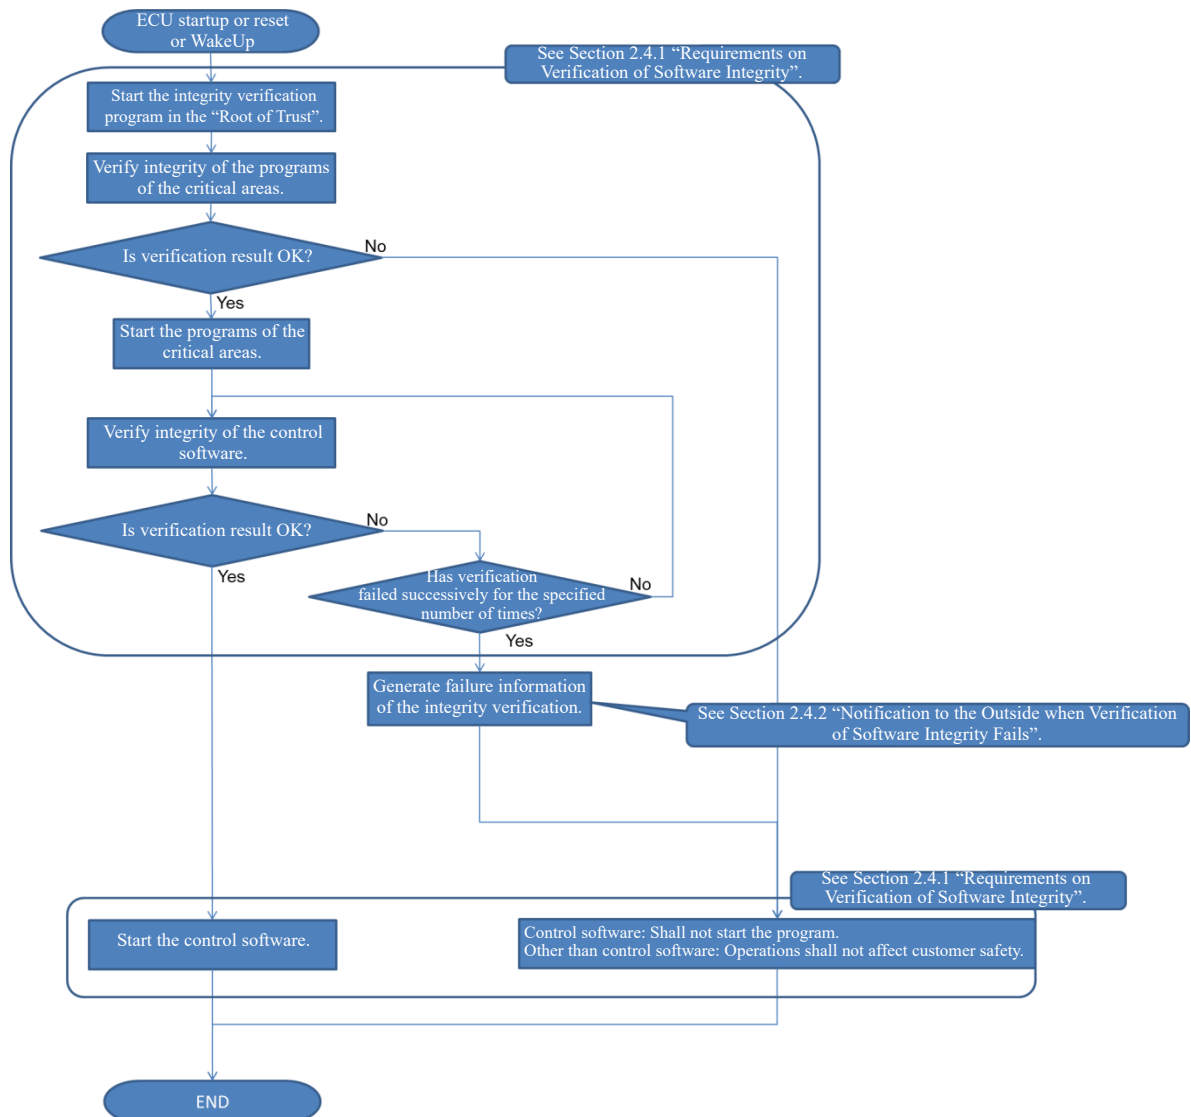 ECU startup or reset
or WakeUp
See Section 2.4.1 “Requirements on
Verification of Software Integrity”.
Start the integrity verification
program in the “Root of Trust”.
Verify integrity of the programs
of the critical areas.
Is verification result OK?
No
Yes
Start the programs of the
critical areas.
Verify integrity of the control
software.
Is verification result OK?
No
Yes
Has verification
failed successively for the specified
number of times?
No
Yes
Generate failure information
of the integrity verification.
See Section 2.4.2 “Notification to the Outside when Verification
of Software Integrity Fails”.
See Section 2.4.1 “Requirements on
Verification of Software Integrity”.
Start the control software.
Control software: Shall not start the program.
Other than control software: Operations shall not affect customer safety.
END